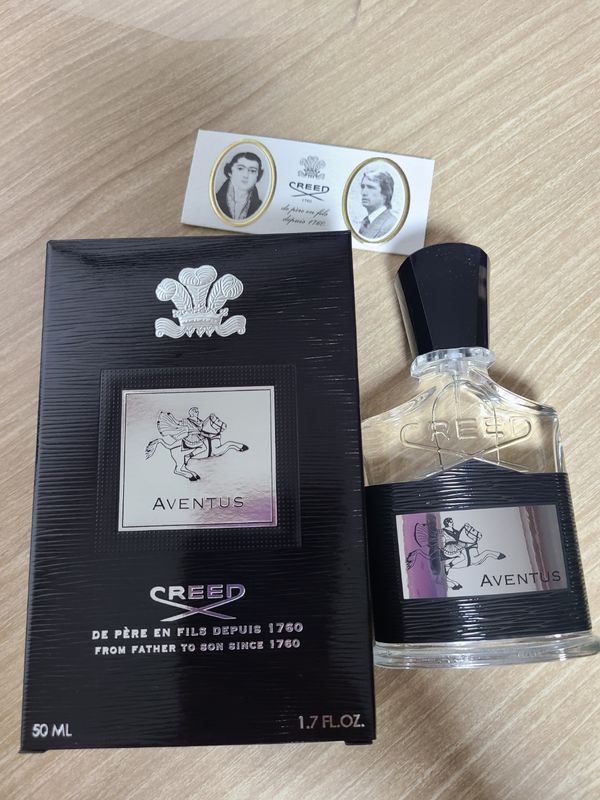 CREED
1760
de père en fils
depuis 1760
AVENTUS
CREED
DE PÈRE EN FILS DEPUIS 1760
FROM FATHER TO SON SINCE 1760
50 ML
1.7 FL.OZ.
CREED
AVENTUS